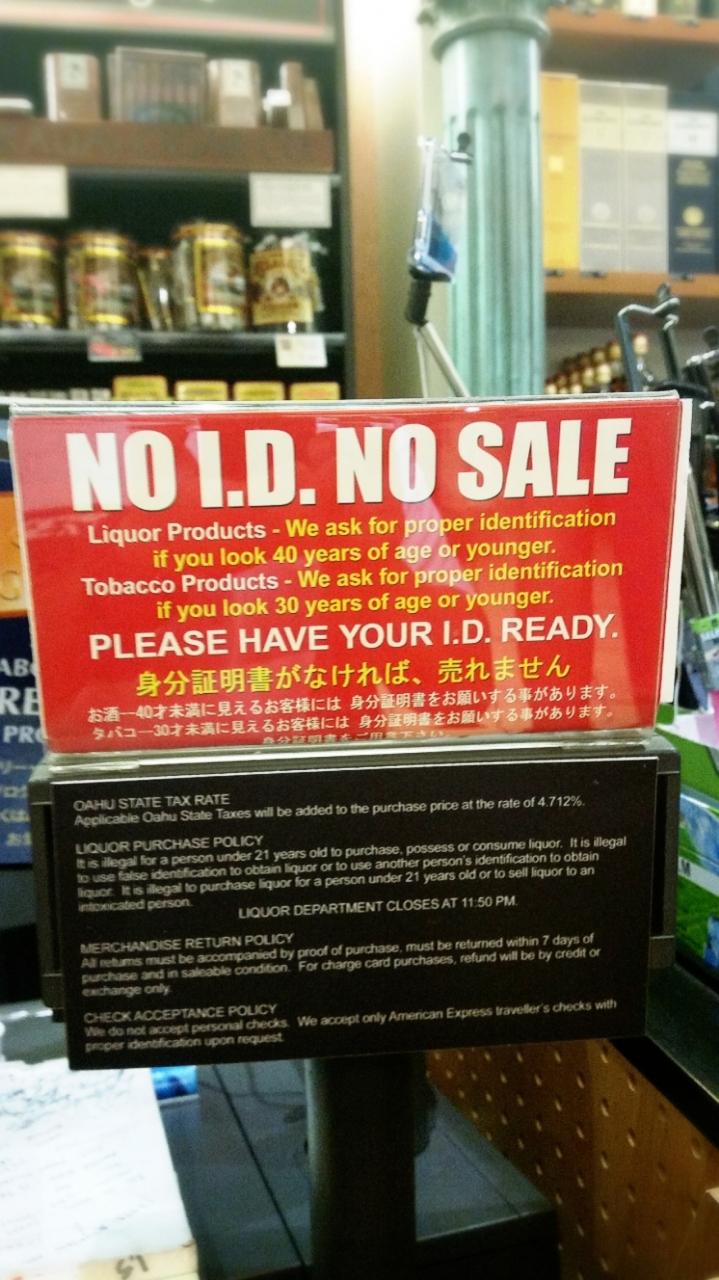 NO I.D. NO SALE
Liquor Products - We ask for proper identification
if you look 40 years of age or younger.
Tobacco Products - We ask for proper identification
if you look 30 years of age or younger.
PLEASE HAVE YOUR I.D. READY.
身分証明書がなければ、売れません
お酒—40才未満に見えるお客様には 身分証明書をお願いする事があります。
タバコ—30才未満に見えるお客様には 身分証明書をお願いする事があります。
身分証明書をご用意下さい
OAHU STATE TAX RATE
Applicable Oahu State Taxes will be added to the purchase price at the rate of 4.712%.
LIQUOR PURCHASE POLICY
It is illegal for a person under 21 years old to purchase, possess or consume liquor. It is illegal
to use false identification to obtain liquor or to use another person's identification to obtain
liquor. It is illegal to purchase liquor for a person under 21 years old or to sell liquor to an
intoxicated person.
LIQUOR DEPARTMENT CLOSES AT 11:50 PM.
MERCHANDISE RETURN POLICY
All returns must be accompanied by proof of purchase, must be returned within 7 days of
purchase and in saleable condition. For charge card purchases, refund will be by credit or
exchange only.
CHECK ACCEPTANCE POLICY
We do not accept personal checks. We accept only American Express traveller's checks with
proper identification upon request.